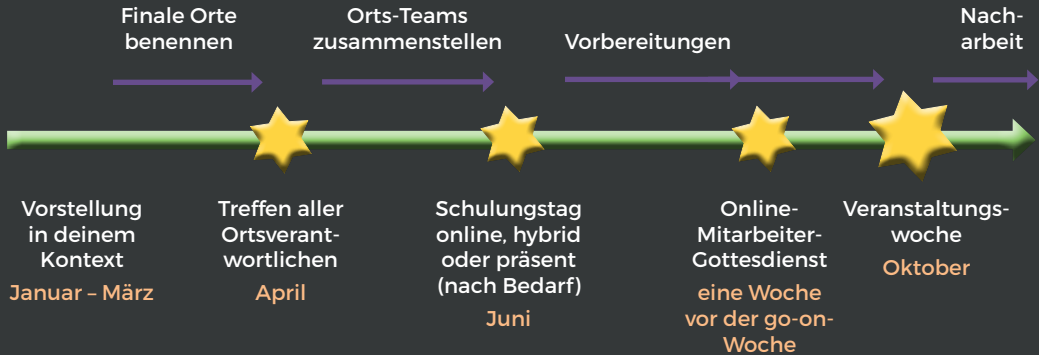 Finale Orte
benennen
Orts-Teams
zusammenstellen
Vorbereitungen
Nach-
arbeit
Vorstellung
in deinem
Kontext
Januar – März
Treffen aller
Ortsverant-
wortlichen
April
Schulungstag
online, hybrid
oder präsent
(nach Bedarf)
Juni
Online-
Mitarbeiter-
Gottesdienst
eine Woche
vor der go-on-
Woche
Veranstaltungs-
woche
Oktober